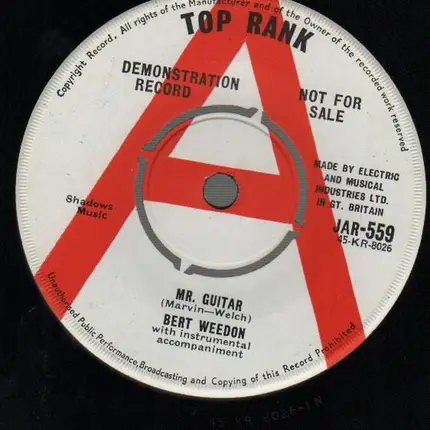 Copyright Record. All rights of the Manufacturer and of the Owner of the recorded work reserved
TOP RANK
DEMONSTRATION
RECORD
NOT FOR
SALE
MADE BY ELECTRIC
AND MUSICAL
INDUSTRIES LTD.
IN GT. BRITAIN
Shadows
Music
JAR-559
45-KR-8026
MR. GUITAR
(Marvin—Welch)
BERT WEEDON
with instrumental
accompaniment
Unauthorised Public Performance, Broadcasting and Copying of this Record Prohibited